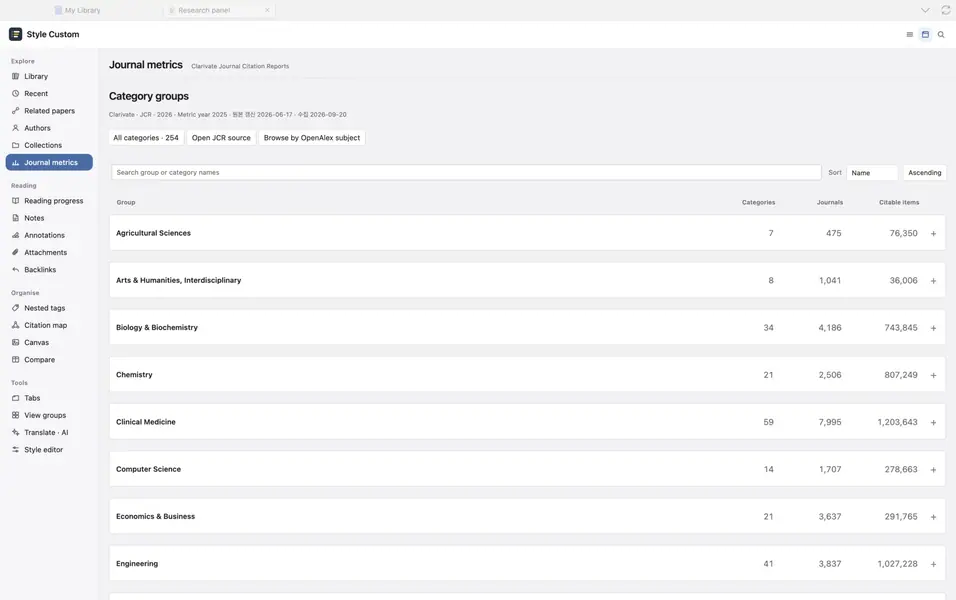 My Library
Research panel
Style Custom
Explore
Library
Recent
Related papers
Authors
Collections
Journal metrics
Reading
Reading progress
Notes
Annotations
Attachments
Backlinks
Organise
Nested tags
Citation map
Canvas
Compare
Tools
Tabs
View groups
Translate · AI
Style editor
Journal metrics Clarivate Journal Citation Reports
Category groups
Clarivate · JCR · 2026 · Metric year 2025 · 원본 갱신 2026-06-17 · 수집 2026-09-20
All categories · 254 Open JCR source Browse by OpenAlex subject
Search group or category names Sort Name Ascending
Group Categories Journals Citable items
Agricultural Sciences 7 475 76,350 +
Arts & Humanities, Interdisciplinary 8 1,041 36,006 +
Biology & Biochemistry 34 4,186 743,845 +
Chemistry 21 2,506 807,249 +
Clinical Medicine 59 7,995 1,203,643 +
Computer Science 14 1,707 278,663 +
Economics & Business 21 3,637 291,765 +
Engineering 41 3,837 1,027,228 +